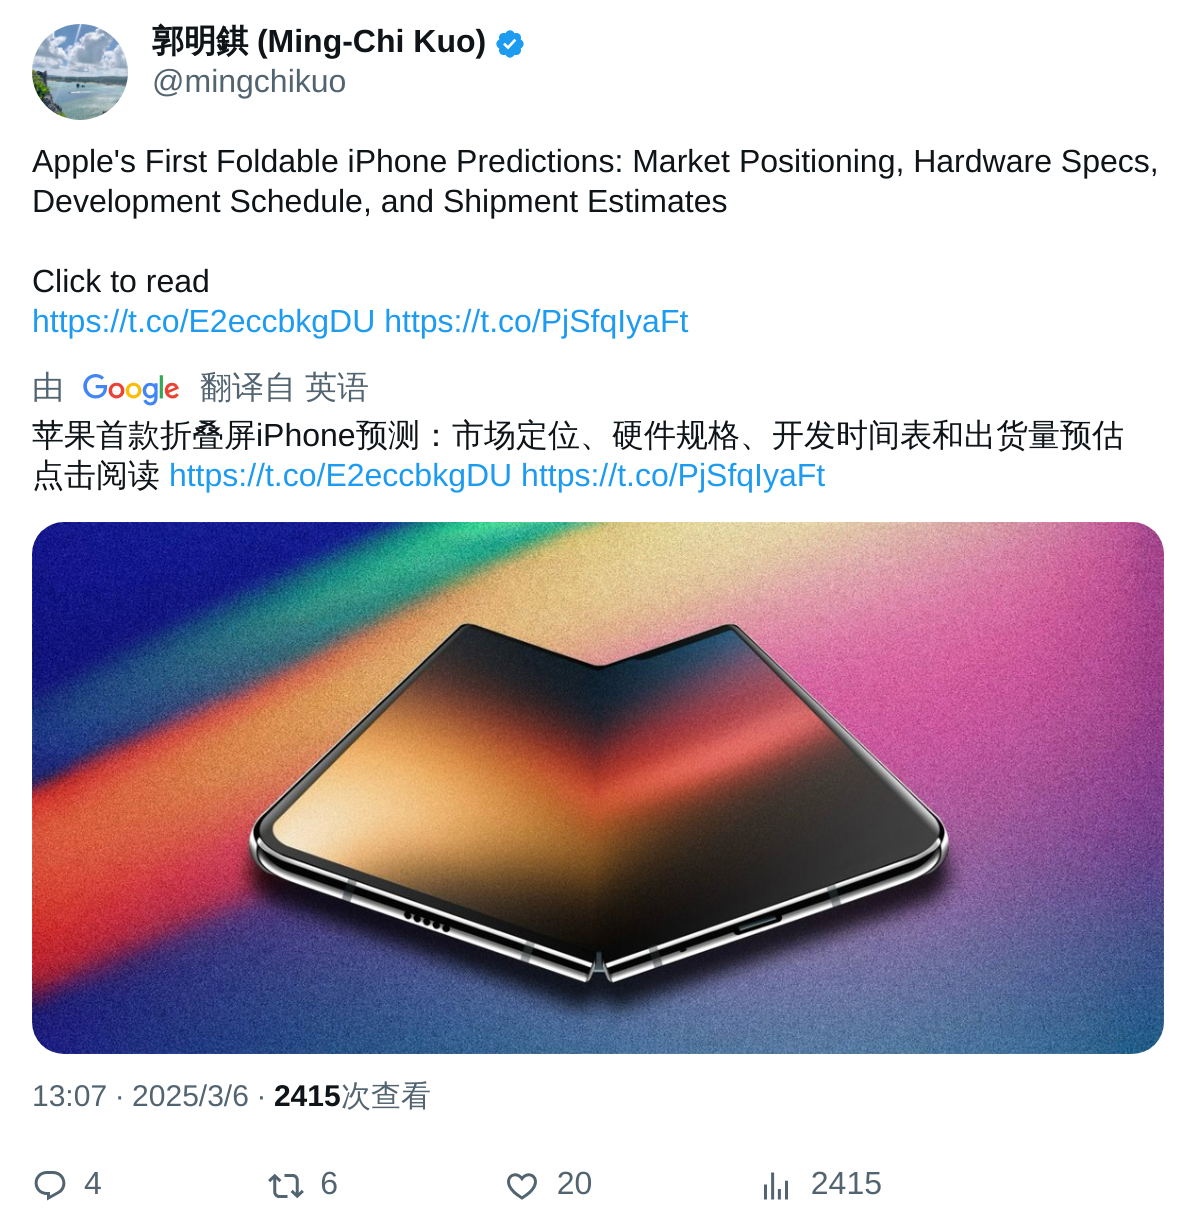 郭明錤 (Ming-Chi Kuo)
@mingchikuo
Apple's First Foldable iPhone Predictions: Market Positioning, Hardware Specs,
Development Schedule, and Shipment Estimates
Click to read
https://t.co/E2eccbkgDU https://t.co/PjSfqIyaFt
由 Google 翻译自 英语
苹果首款折叠屏iPhone预测：市场定位、硬件规格、开发时间表和出货量预估
点击阅读 https://t.co/E2eccbkgDU https://t.co/PjSfqIyaFt
13:07 · 2025/3/6 · 2415次查看
4 6 20 2415